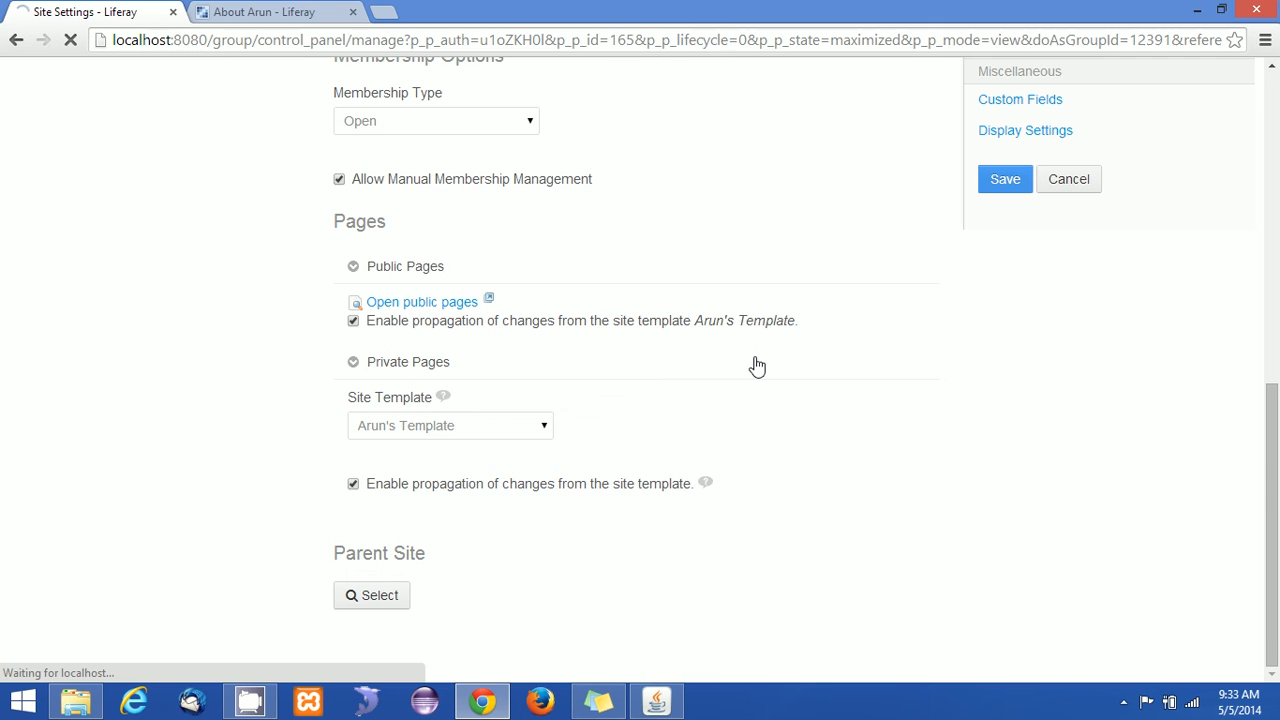 Site Settings - Liferay
About Arun - Liferay
localhost:8080/group/control_panel/manage?p_p_auth=u1oZKH0l&p_p_id=165&p_p_lifecycle=0&p_p_state=maximized&p_p_mode=view&doAsGroupId=12391&refere
Membership Options
Miscellaneous
Membership Type
Custom Fields
Open
Display Settings
Allow Manual Membership Management
Save
Cancel
Pages
Public Pages
Open public pages
Enable propagation of changes from the site template Arun's Template.
Private Pages
Site Template
Arun's Template
Enable propagation of changes from the site template.
Parent Site
Select
Waiting for localhost...
9:33 AM
5/5/2014